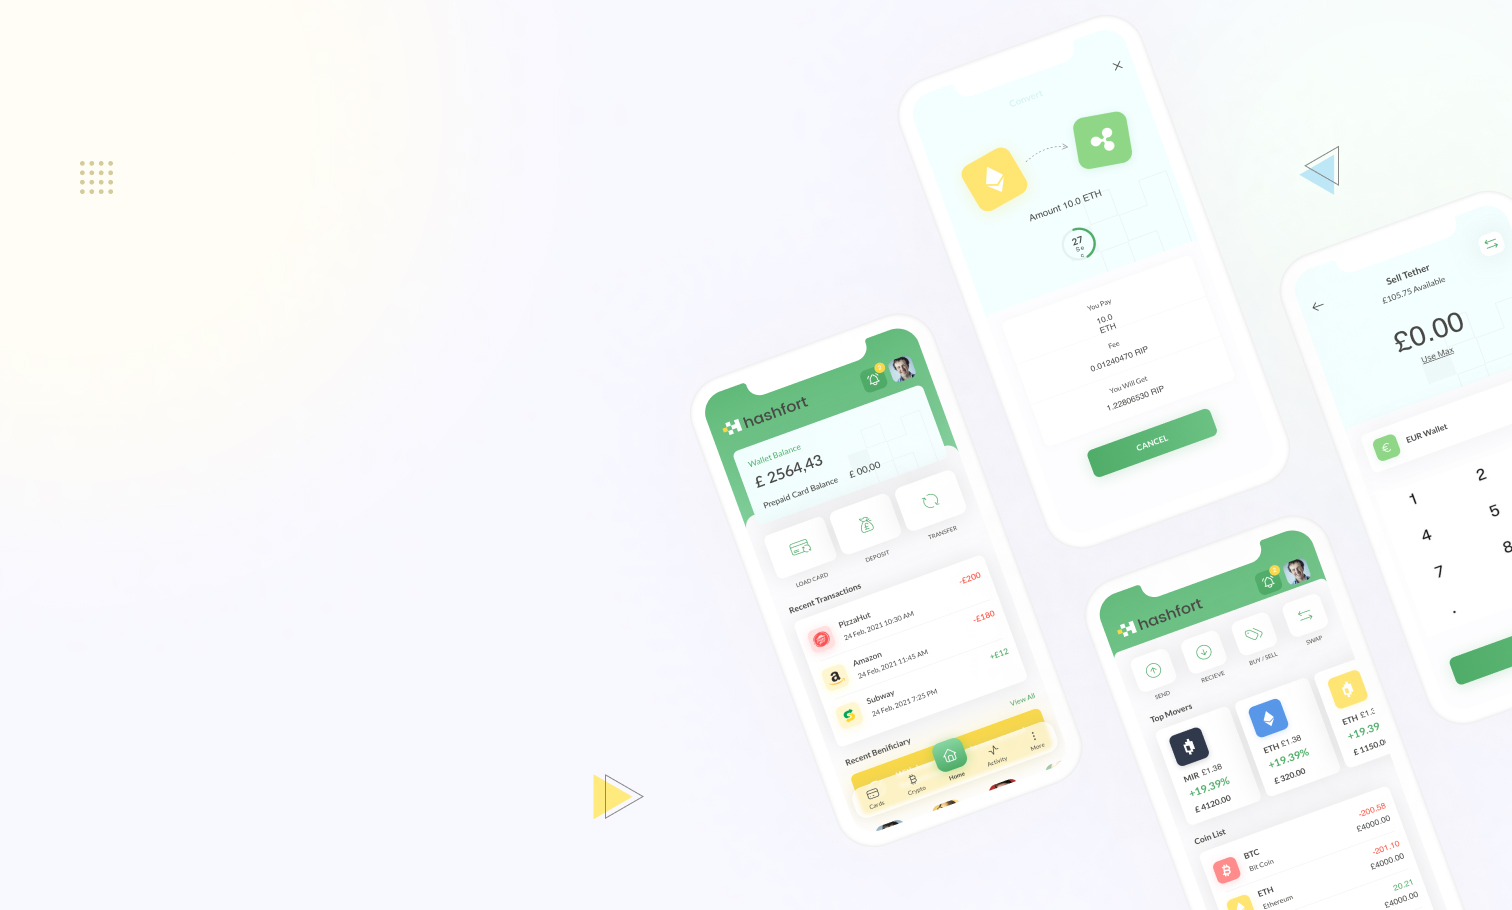 Convert
Amount 10.0 ETH
27
Se
c
You Pay
10.0
ETH
Fee
0.01240470 RIP
You Will Get
1.22806530 RIP
CANCEL
Sell Tether
£105.75 Available
£0.00
Use Max
EUR Wallet
1
2
4
5
7
8
.
hashfort
Wallet Balance
£ 2564,43
Prepaid Card Balance
£ 00.00
LOAD CARD
DEPOSIT
TRANSFER
Recent Transactions
PizzaHut
24 Feb, 2021 10:30 AM
-£200
Amazon
24 Feb, 2021 11:45 AM
-£180
Subway
24 Feb, 2021 7:25 PM
+£12
View All
Recent Benificiary
Cards
Crypto
Home
Activity
More
hashfort
SEND
RECIEVE
BUY / SELL
SWAP
Top Movers
MIR £1.38
+19.39%
£ 4120.00
ETH £1.38
+19.39%
£ 320.00
ETH £1.3
+19.39
£ 1150.0
Coin List
BTC
Bit Coin
-200.58
£4000.00
ETH
Ethereum
-201.10
£4000.00
20.21
£4000.00